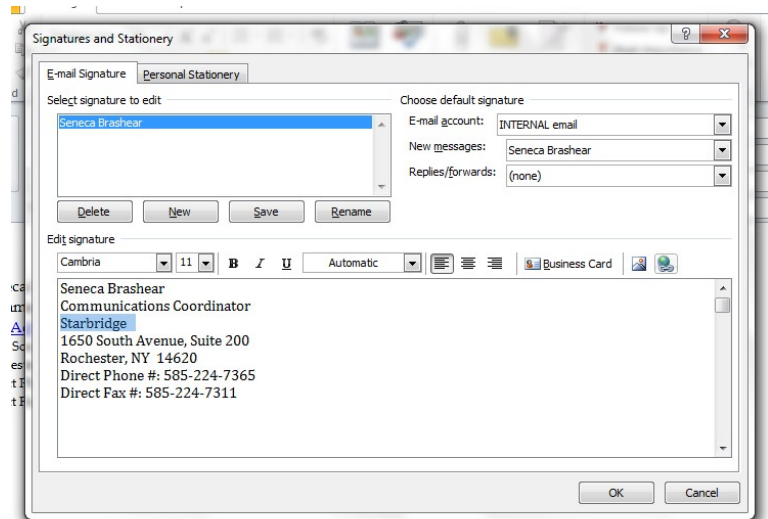 Signatures and Stationery
E-mail Signature Personal Stationery
Select signature to edit
Seneca Brashear
Delete New Save Rename
Choose default signature
E-mail account: INTERNAL email
New messages: Seneca Brashear
Replies/forwards: (none)
Edit signature
Cambria 11 B I U Automatic Business Card
Seneca Brashear
Communications Coordinator
Starbridge
1650 South Avenue, Suite 200
Rochester, NY 14620
Direct Phone #: 585-224-7365
Direct Fax #: 585-224-7311
OK Cancel